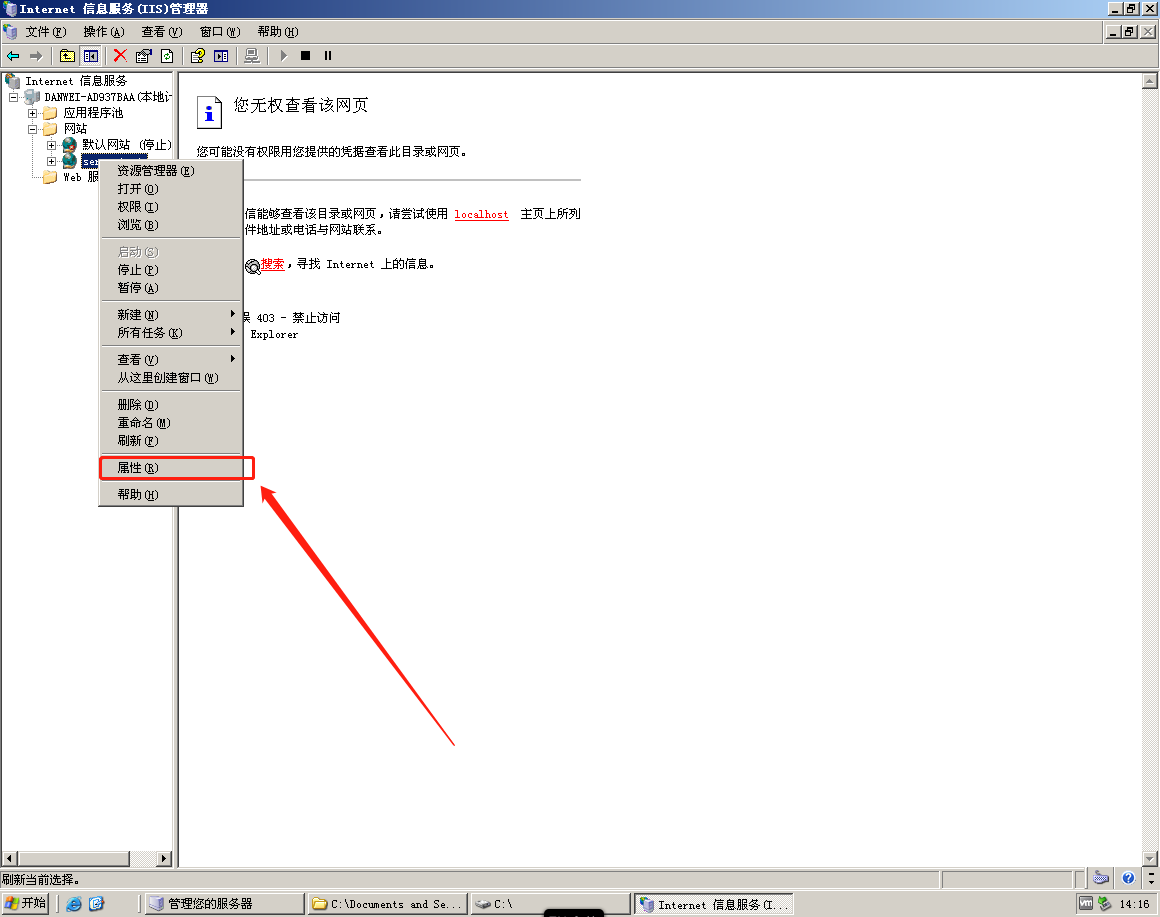 Internet 信息服务(IIS)管理器
文件(F) 操作(A) 查看(V) 窗口(W) 帮助(H)
Internet 信息服务
DANWEI-AD937BAA(本地计
应用程序池
网站
默认网站 (停止)
Web 服
资源管理器(E)
打开(O)
权限(I)
浏览(B)
启动(S)
停止(P)
暂停(A)
新建(N)
所有任务(K)
查看(V)
从这里创建窗口(W)
删除(D)
重命名(M)
刷新(F)
属性(R)
帮助(H)
您无权查看该网页
您可能没有权限用您提供的凭据查看此目录或网页。
信能够查看该目录或网页,请尝试使用 localhost 主页上所列
件地址或电话与网站联系。
搜索,寻找 Internet 上的信息。
误 403 - 禁止访问
Explorer
刷新当前选择。
开始 管理您的服务器 C:\Documents and Se... C:\ Internet 信息服务(I... 14:16